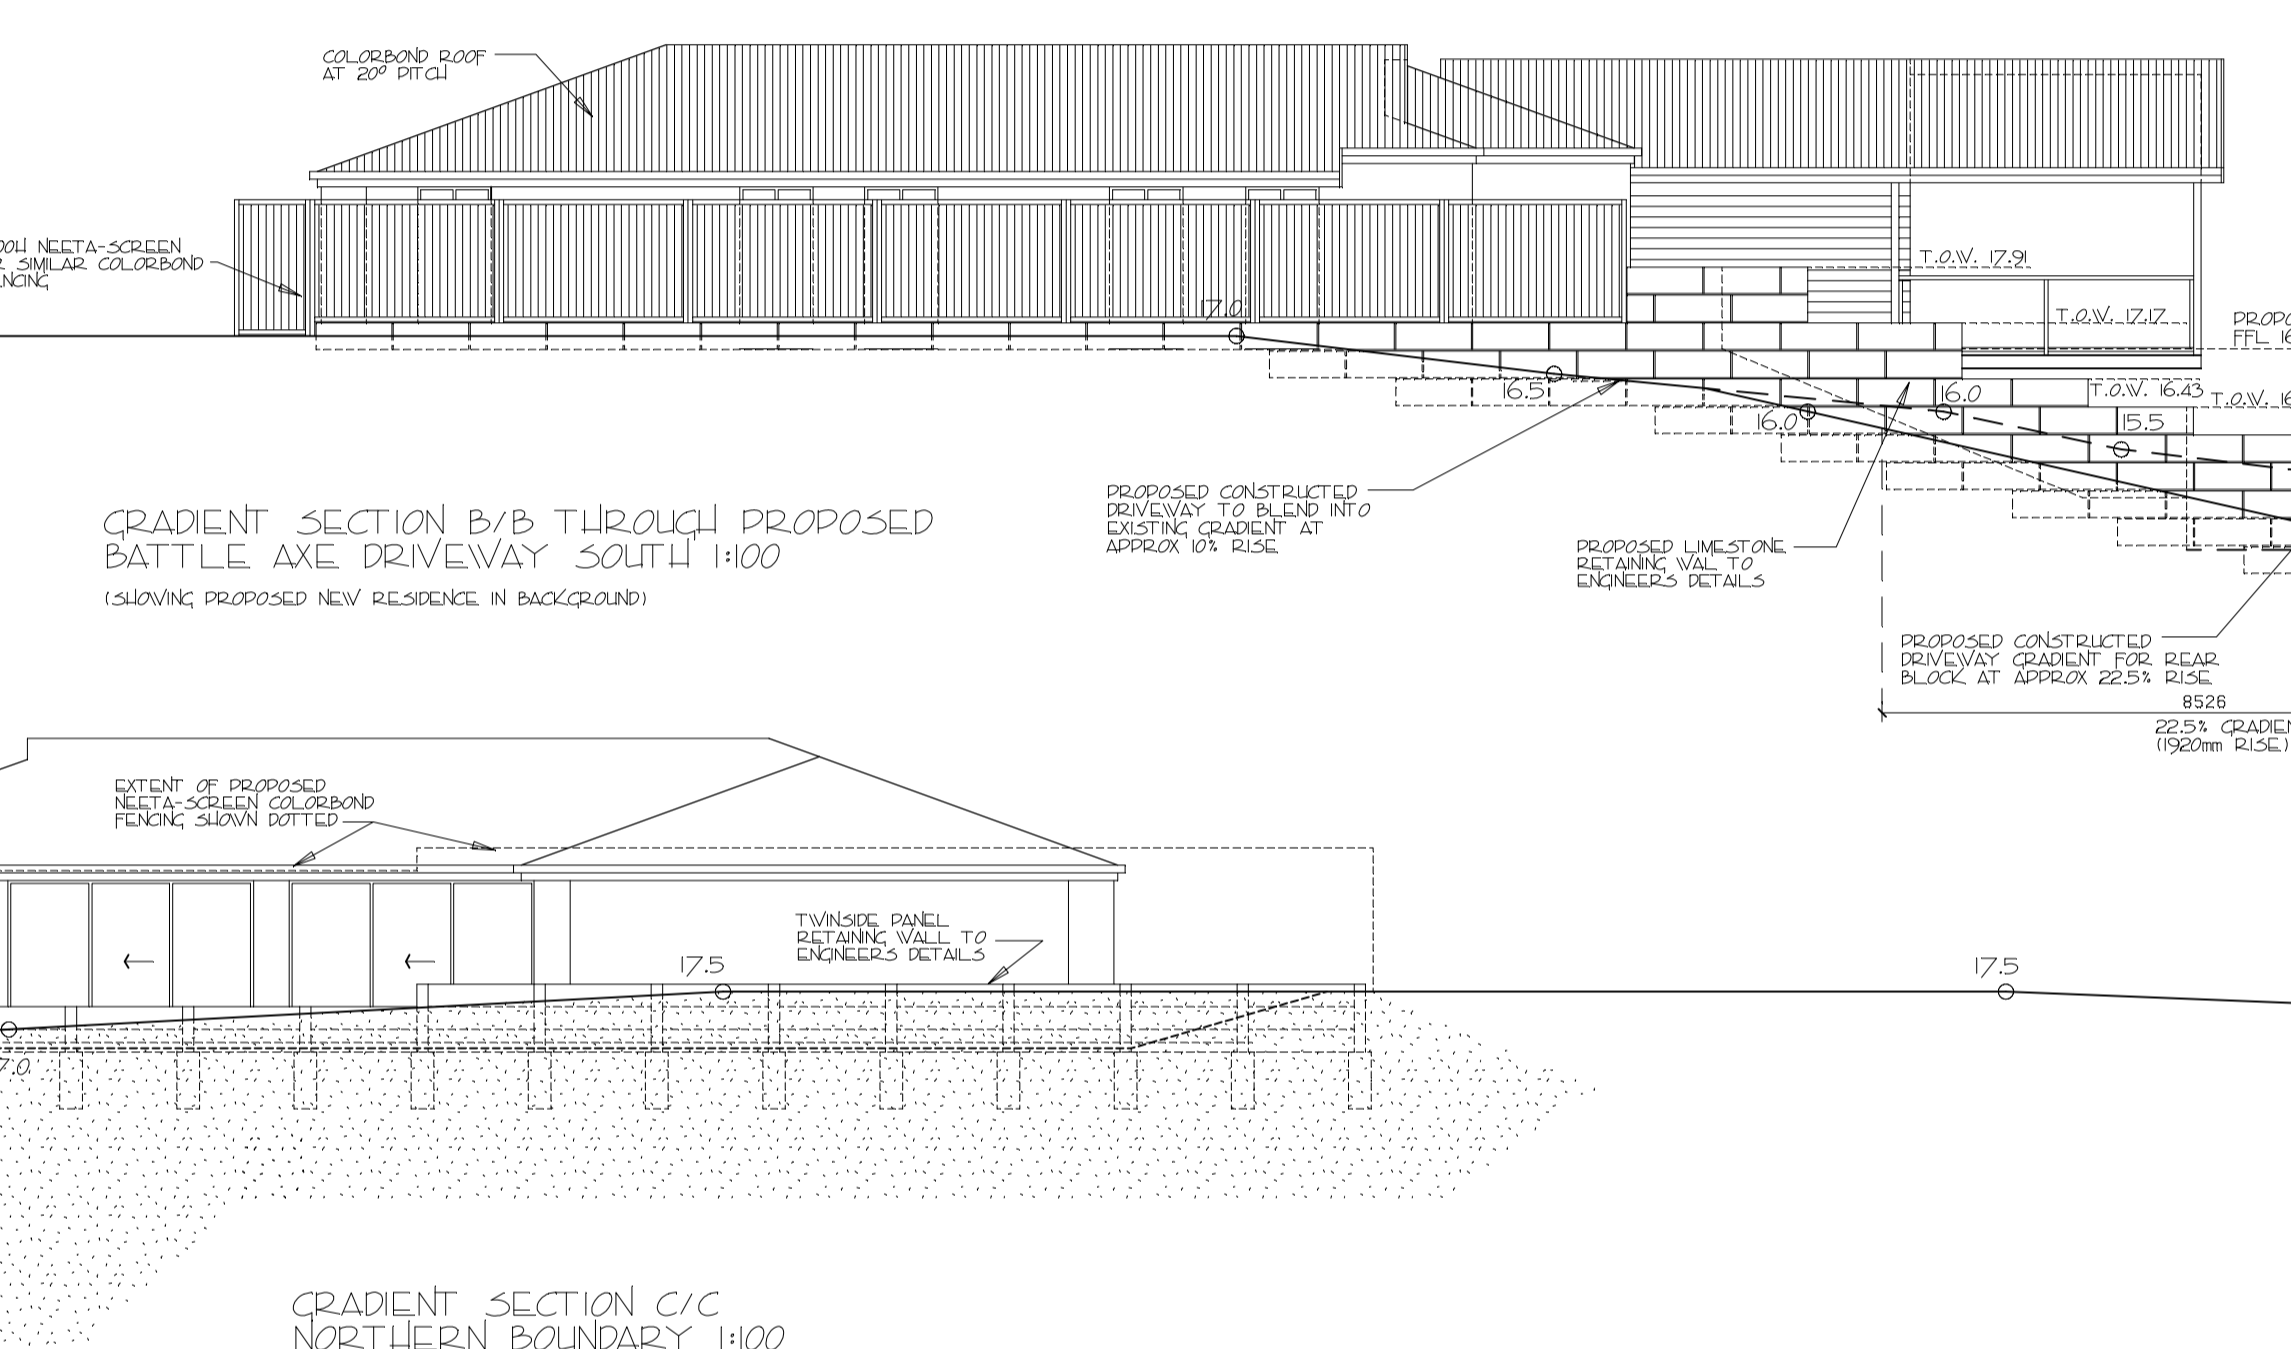 COLORBOND ROOF
AT 20° PITCH
NEETA-SCREEN
SIMILAR COLORBOND
17.0
T.O.W. 17.91
T.O.W. 17.17
FFL
16.5
16.0
16.0
T.O.W. 16.43
T.O.W.
15.5
PROPOSED CONSTRUCTED
DRIVEWAY TO BLEND INTO
EXISTING GRADIENT AT
APPROX 10% RISE
PROPOSED LIMESTONE
RETAINING WAL TO
ENGINEERS DETAILS
GRADIENT SECTION B/B THROUGH PROPOSED
BATTLE AXE DRIVEWAY SOUTH 1:100
(SHOWING PROPOSED NEW RESIDENCE IN BACKGROUND)
PROPOSED CONSTRUCTED
DRIVEWAY GRADIENT FOR REAR
BLOCK AT APPROX 22.5% RISE
8526
22.5%
(1920mm RISE)
EXTENT OF PROPOSED
NEETA-SCREEN COLORBOND
FENCING SHOWN DOTTED
TWINSIDE PANEL
RETAINING WALL TO
ENGINEERS DETAILS
17.5
17.5
GRADIENT SECTION C/C
NORTHERN BOUNDARY 1:100